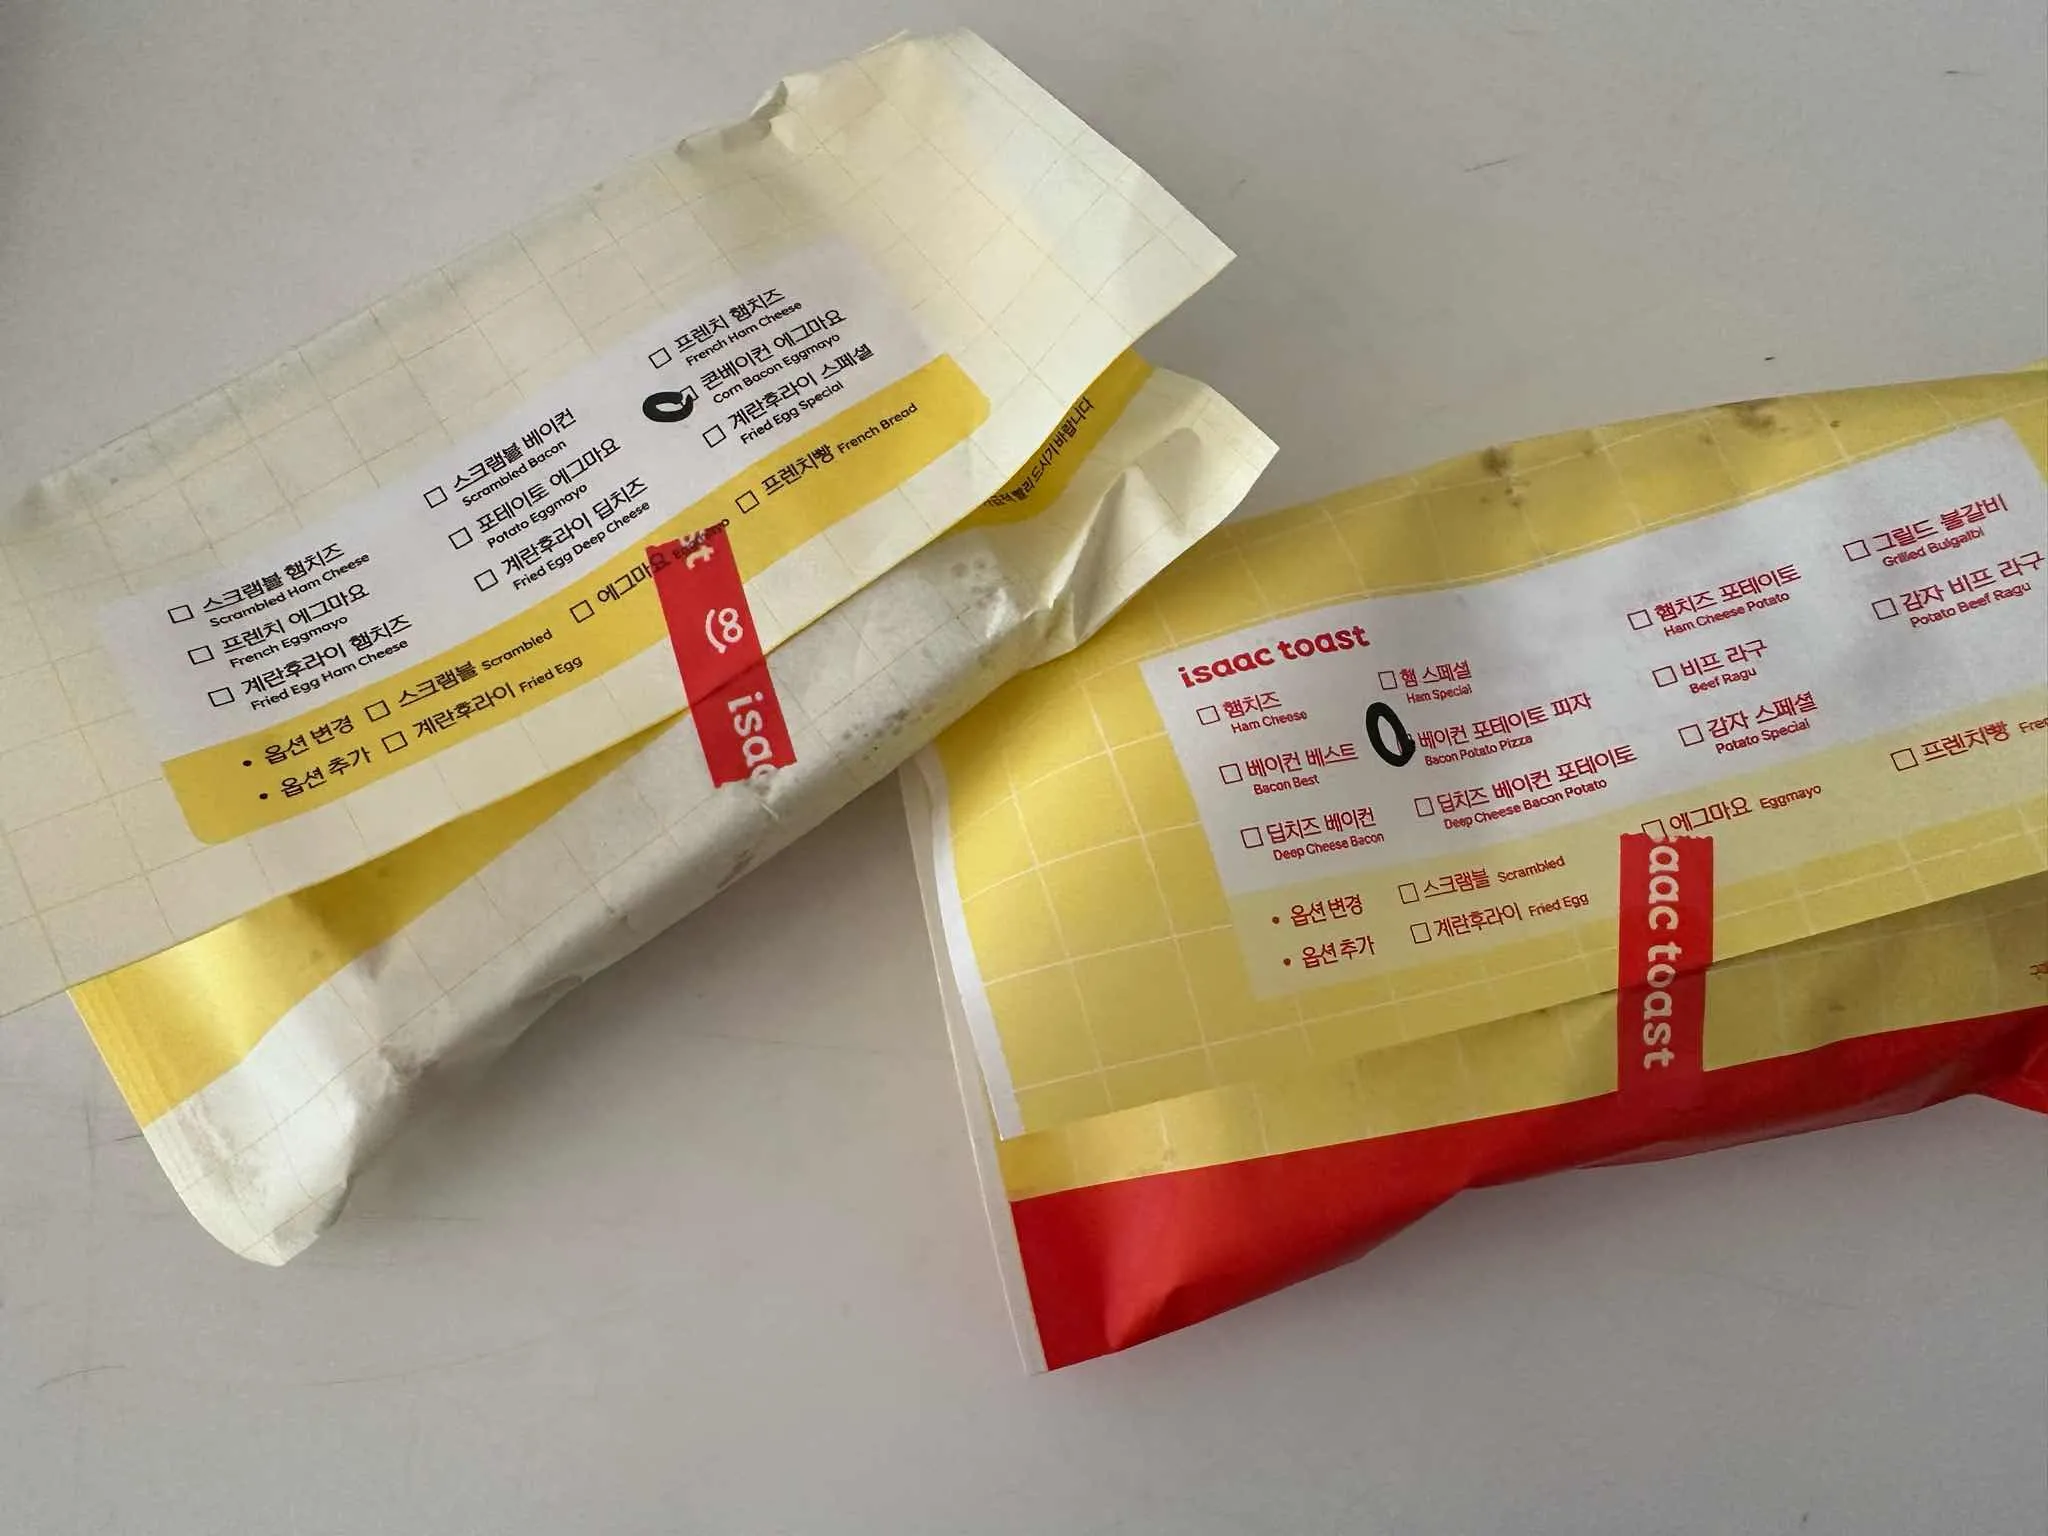 ☐ 스크램블 햄치즈
Scrambled Ham Cheese
☐ 프렌치 에그마요
French Eggmayo
☐ 계란후라이 햄치즈
Fried Egg Ham Cheese
☐ 스크램블 베이컨
Scrambled Bacon
☐ 포테이토 에그마요
Potato Eggmayo
☐ 계란후라이 딥치즈
Fried Egg Deep Cheese
☐ 프렌치 햄치즈
French Ham Cheese
콘베이컨 에그마요
Corn Bacon Eggmayo
☐ 계란후라이 스페셜
Fried Egg Special
• 옵션 변경 ☐ 스크램블 Scrambled ☐ 에그마요 ☐ 프렌치빵 French Bread
• 옵션 추가 ☐ 계란후라이 Fried Egg
빨리 드시기 바랍니다
isaac toast
☐ 햄치즈
Ham Cheese
☐ 베이컨 베스트
Bacon Best
☐ 딥치즈 베이컨
Deep Cheese Bacon
☐ 햄 스페셜
Ham Special
베이컨 포테이토 피자
Bacon Potato Pizza
☐ 딥치즈 베이컨 포테이토
Deep Cheese Bacon Potato
☐ 햄치즈 포테이토
Ham Cheese Potato
☐ 비프 라구
Beef Ragu
☐ 감자 스페셜
Potato Special
☐ 그릴드 불갈비
Grilled Bulgalbi
☐ 감자 비프 라구
Potato Beef Ragu
• 옵션 변경 ☐ 스크램블 Scrambled ☐ 에그마요 Eggmayo ☐ 프렌치빵
• 옵션 추가 ☐ 계란후라이 Fried Egg
toast